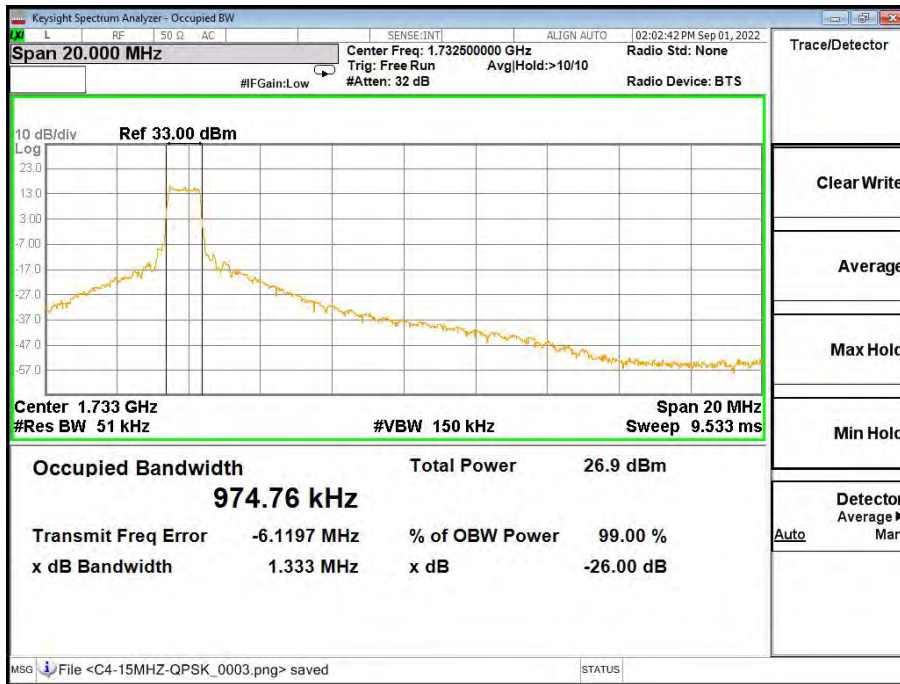 Keysight Spectrum Analyzer - Occupied BW
LXI L RF 50 Ω AC SENSE:INT ALIGN AUTO 02:02:42 PM Sep 01, 2022
Span 20.000 MHz
Center Freq: 1.732500000 GHz
Radio Std: None
Trig: Free Run Avg|Hold:>10/10
#IFGain:Low
#Atten: 32 dB
Radio Device: BTS
10 dB/div Ref 33.00 dBm
Log
23.0
13.0
3.00
-7.00
-17.0
-27.0
-37.0
-47.0
-57.0
Center 1.733 GHz Span 20 MHz
#Res BW 51 kHz #VBW 150 kHz Sweep 9.533 ms
Occupied Bandwidth Total Power 26.9 dBm
974.76 kHz
Transmit Freq Error -6.1197 MHz % of OBW Power 99.00 %
x dB Bandwidth 1.333 MHz x dB -26.00 dB
MSG File <C4-15MHZ-QPSK_0003.png> saved STATUS
Trace/Detector
Clear Write
Average
Max Hold
Min Hold
Detector
Average
Auto Man